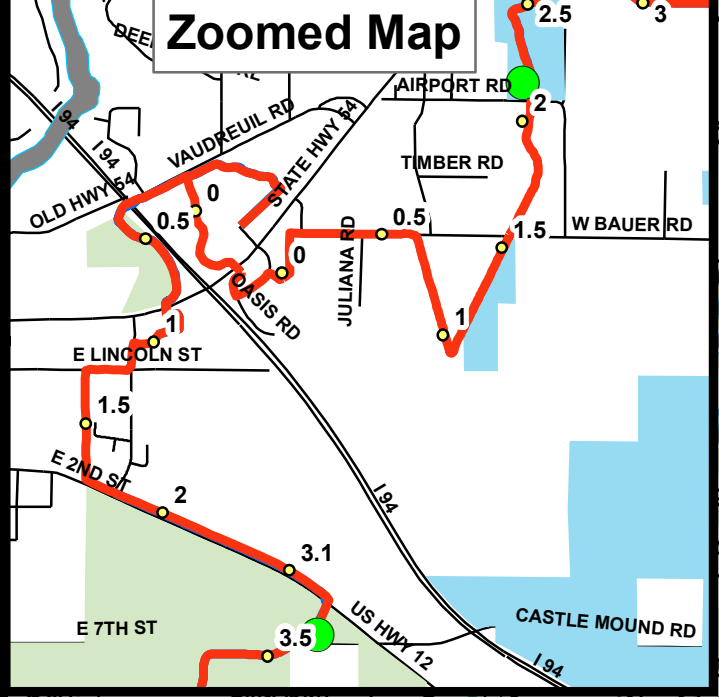 Zoomed Map
2.5
3
DEE
AIRPORT RD
2
94
I 94
VAUDREUIL RD
STATE HWY 54
TIMBER RD
OLD HWY 54
0
0.5
0.5
1.5
W BAUER RD
JULIANA RD
0
OASIS RD
1
1
E LINCOLN ST
1.5
E 2ND ST
2
I 94
3.1
E 7TH ST
3.5
US HWY 12
CASTLE MOUND RD
I 94